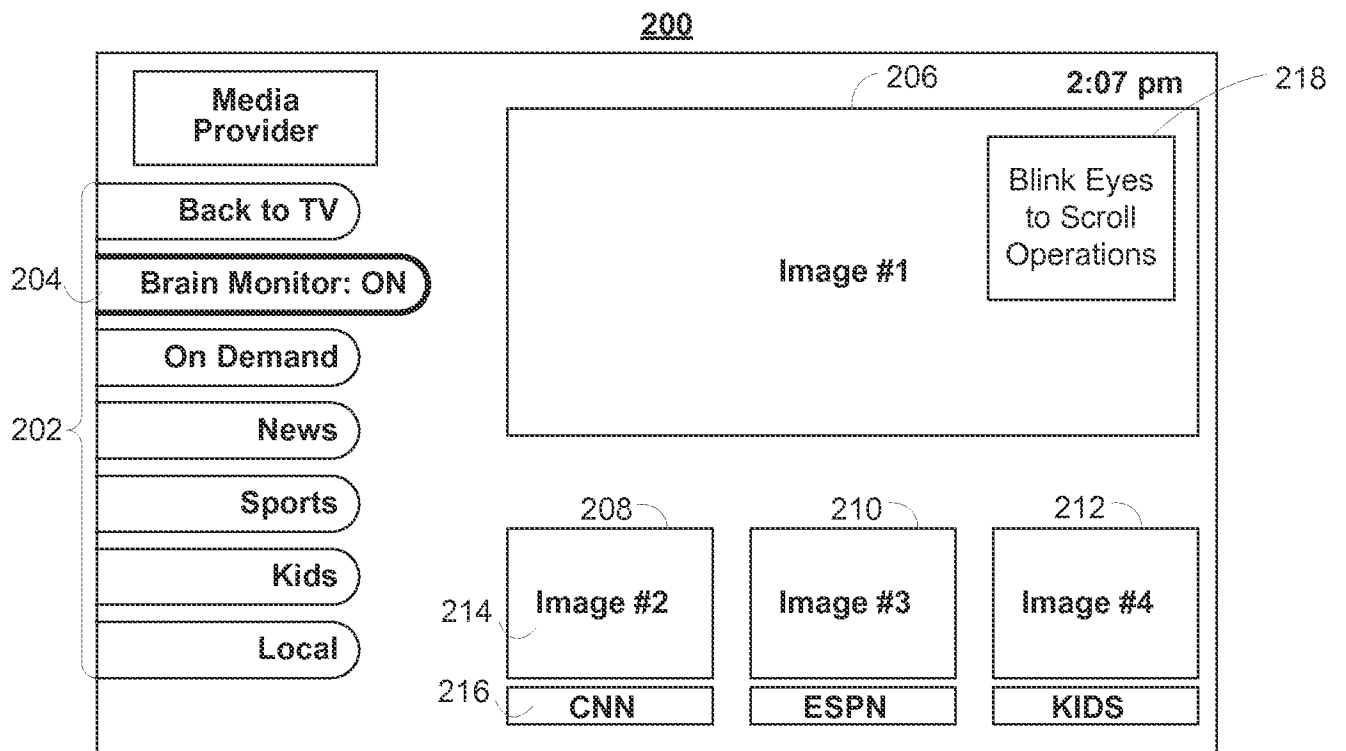 200
Media
Provider
2:07 pm
206
218
Back to TV
Blink Eyes
to Scroll
Operations
204
Brain Monitor: ON
Image #1
On Demand
202
News
Sports
208
210
212
Kids
214
Image #2
Image #3
Image #4
Local
216
CNN
ESPN
KIDS